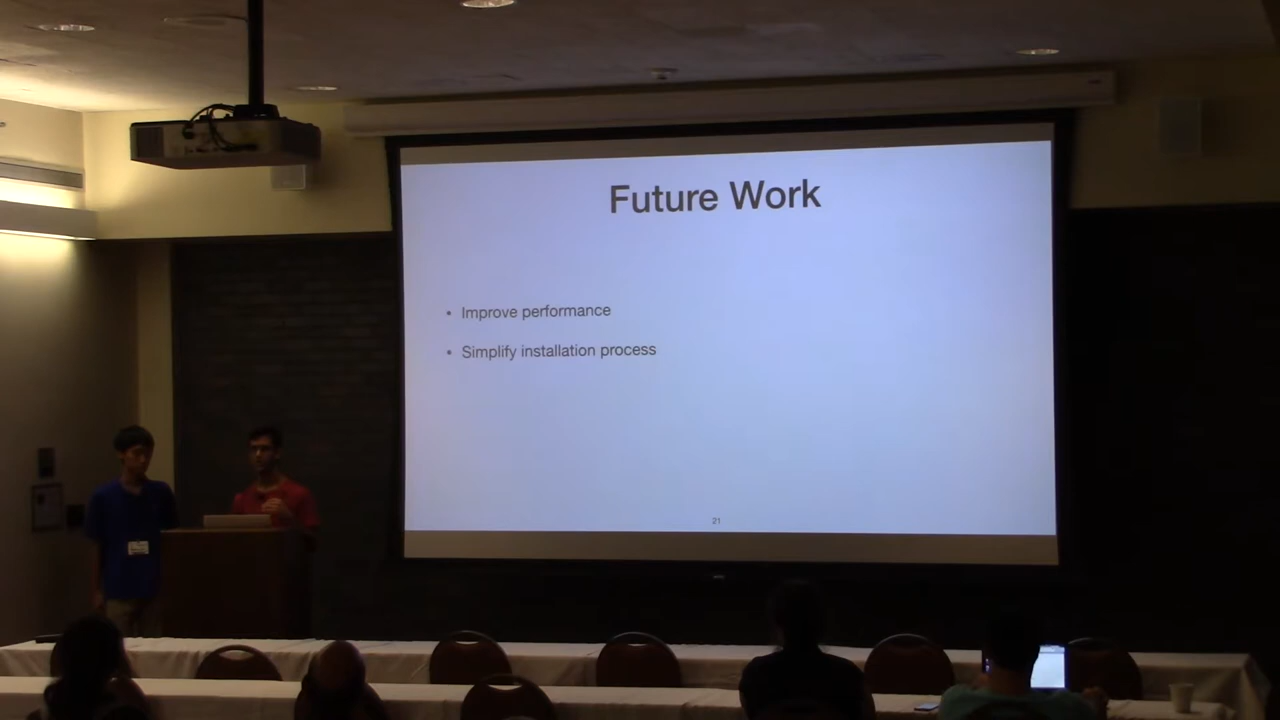 Future Work
• Improve performance
• Simplify installation process
21